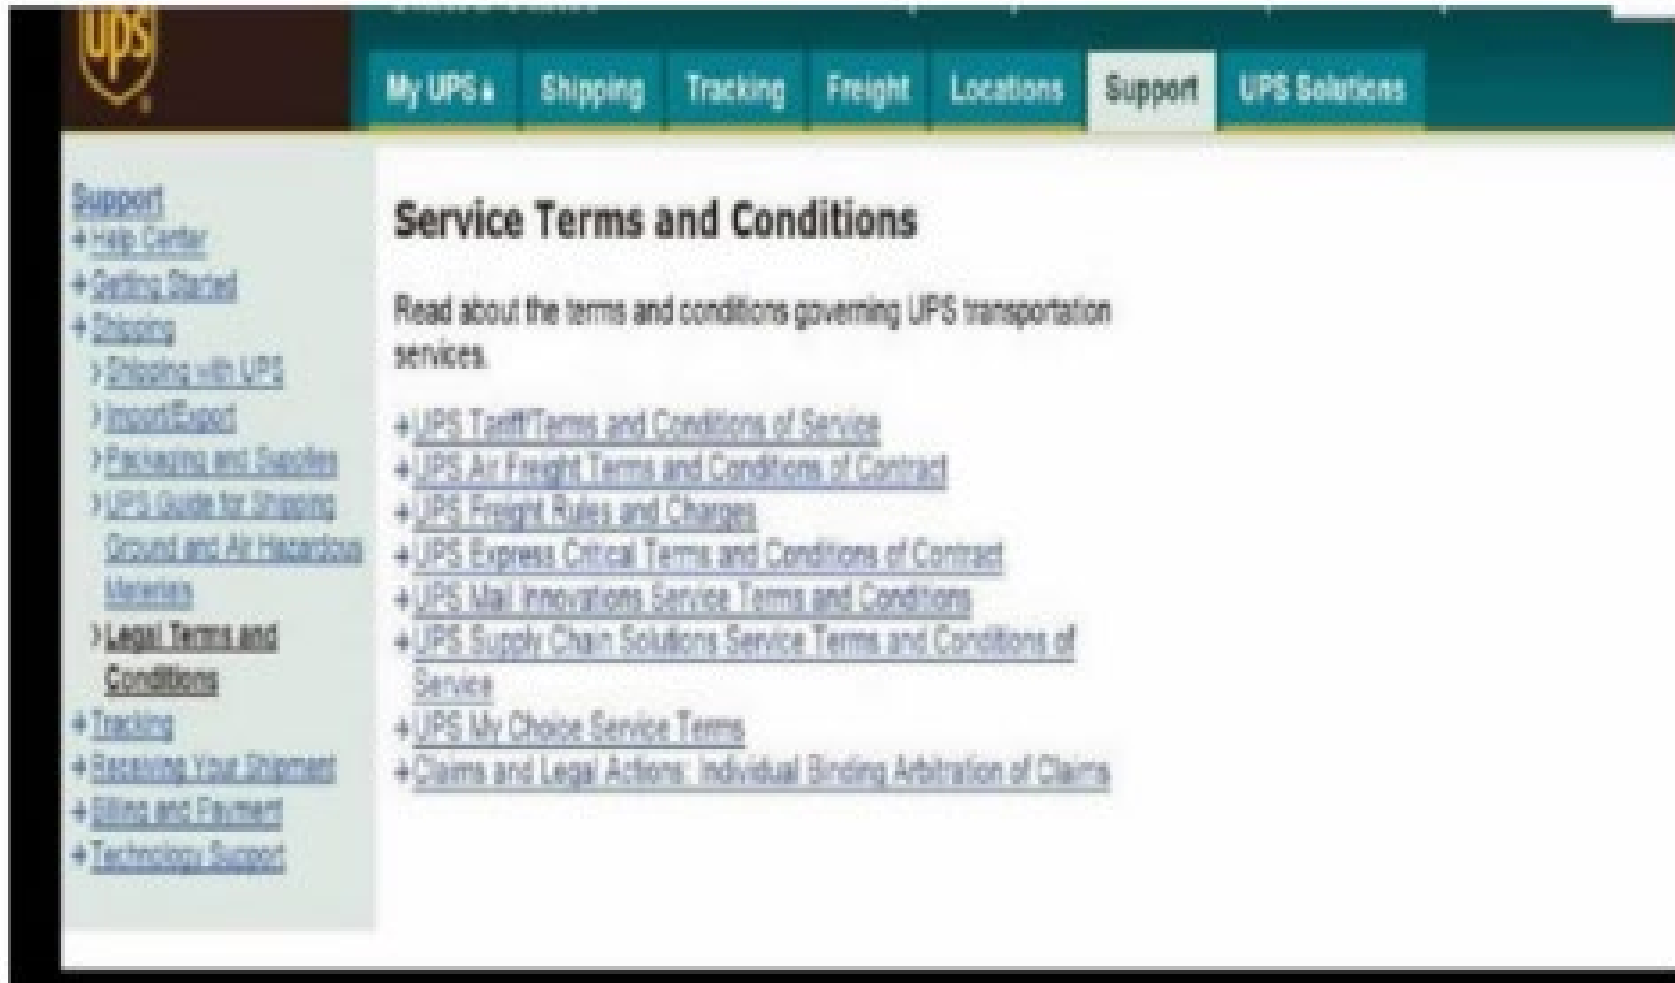 ups
My UPS
Shipping
Tracking
Freight
Locations
Support
UPS Solutions
Support
Help Center
Getting Started
Shipping
Shipping with UPS
Import/Export
Packaging and Supplies
UPS Guide for Shipping
Ground and Air Hazardous
Materials
Legal Terms and
Conditions
Tracking
Receiving Your Shipment
Billing and Payment
Technology Support
Service Terms and Conditions
Read about the terms and conditions governing UPS transportation
services.
UPS Tariff/Terms and Conditions of Service
UPS Air Freight Terms and Conditions of Contract
UPS Freight Rules and Charges
UPS Express Critical Terms and Conditions of Contract
UPS Mail Innovations Service Terms and Conditions
UPS Supply Chain Solutions Service Terms and Conditions of
Service
UPS My Choice Service Terms
Claims and Legal Actions: Individual Binding Arbitration of Claims